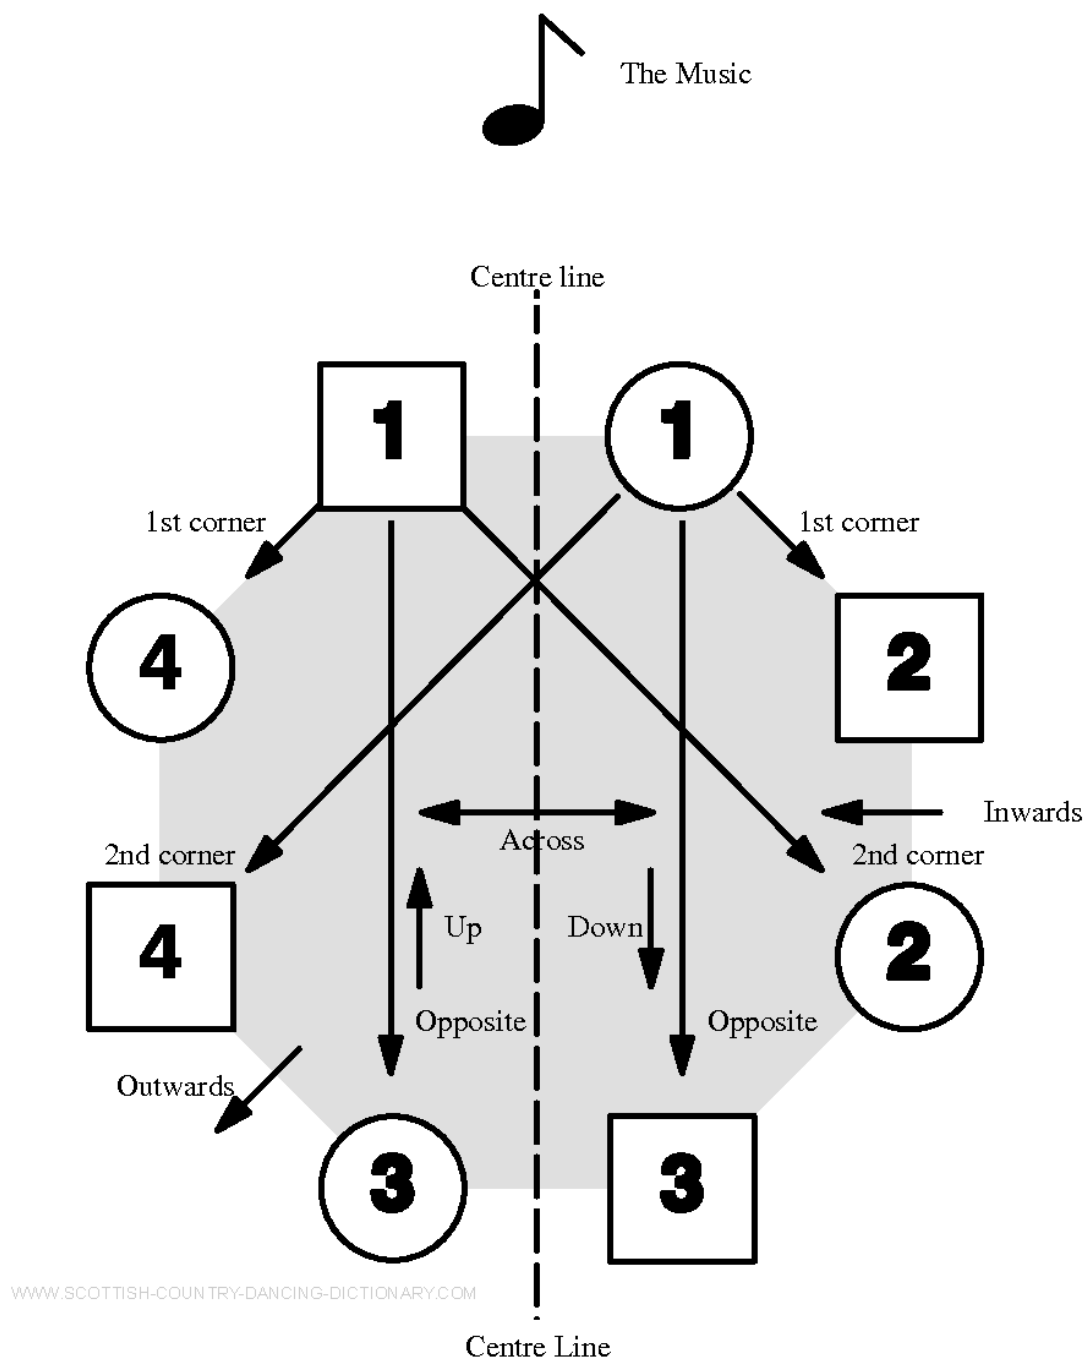 The Music
Centre line
1
1
1st corner
1st corner
4
2
Inwards
Across
2nd corner
2nd corner
Up
Down
4
2
Opposite
Opposite
Outwards
3
3
WWW.SCOTTISH-COUNTRY-DANCING-DICTIONARY.COM
Centre Line